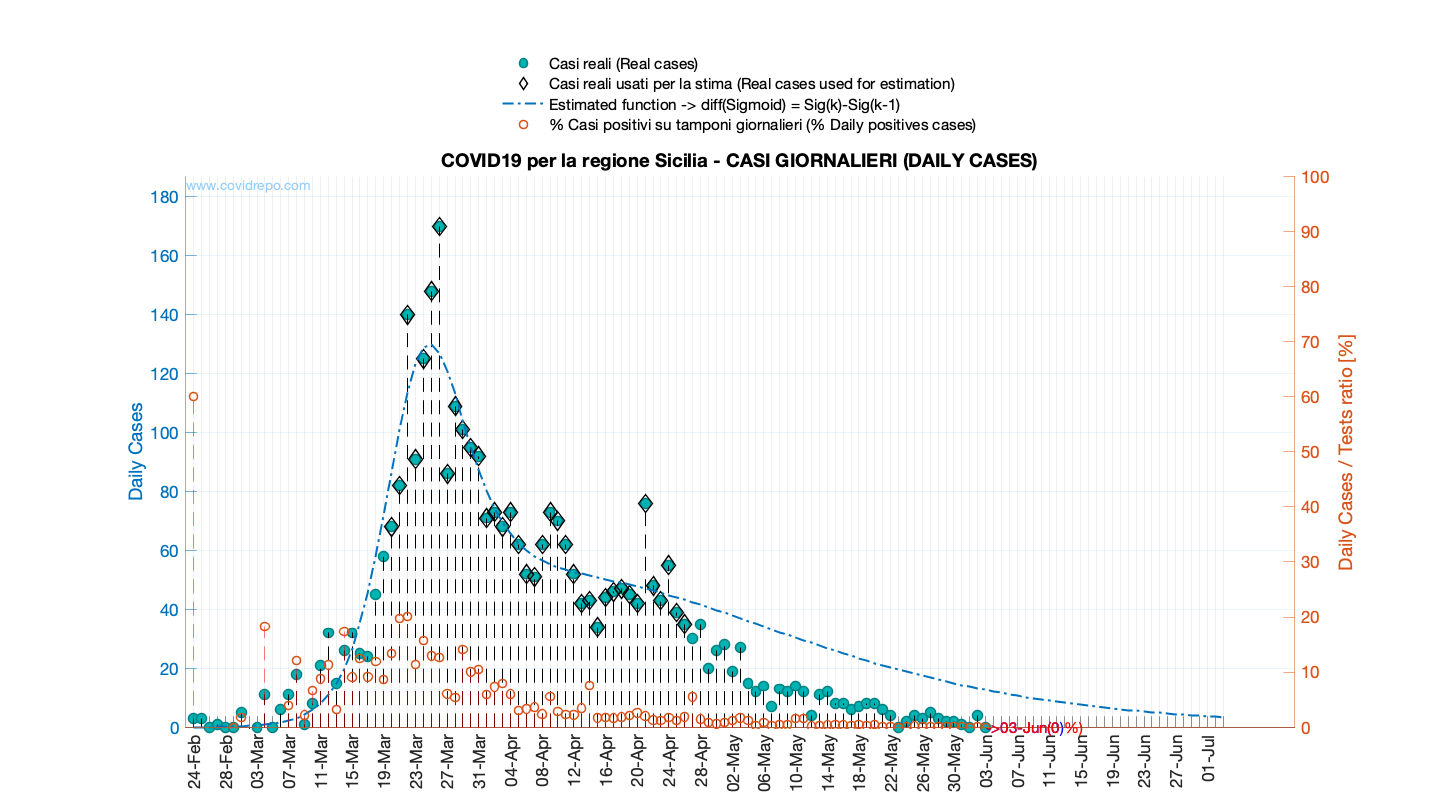 Casi reali (Real cases)
Casi reali usati per la stima (Real cases used for estimation)
Estimated function -> diff(Sigmoid) = Sig(k)-Sig(k-1)
% Casi positivi su tamponi giornalieri (% Daily positives cases)
COVID19 per la regione Sicilia - CASI GIORNALIERI (DAILY CASES)
www.covidrepo.com
Daily Cases
180
160
140
120
100
80
60
40
20
0
100
90
80
70
60
50
40
30
20
10
0
Daily Cases / Tests ratio [%]
->03-Jun(0)%)
24-Feb
28-Feb
03-Mar
07-Mar
11-Mar
15-Mar
19-Mar
23-Mar
27-Mar
31-Mar
04-Apr
08-Apr
12-Apr
16-Apr
20-Apr
24-Apr
28-Apr
02-May
06-May
10-May
14-May
18-May
22-May
26-May
30-May
03-Jun
07-Jun
11-Jun
15-Jun
19-Jun
23-Jun
27-Jun
01-Jul